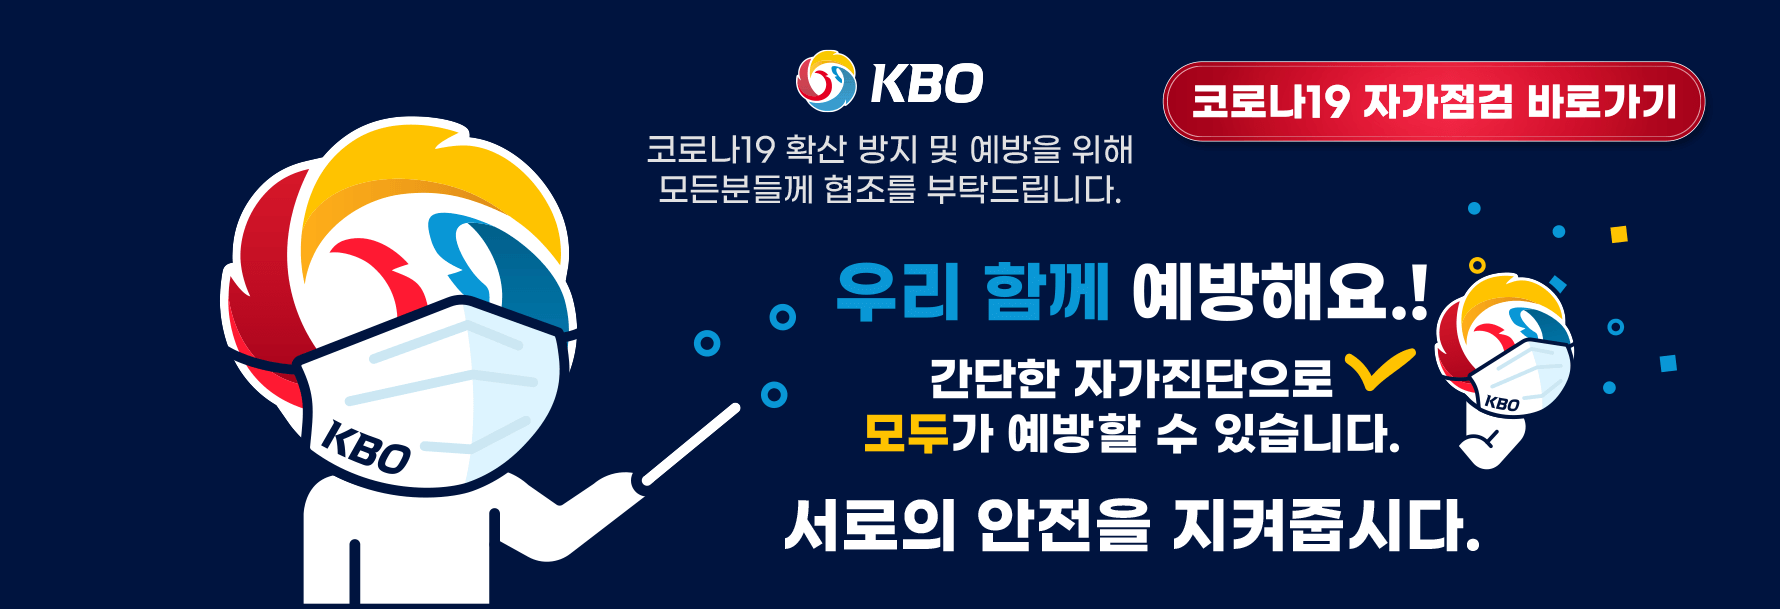 KBO
코로나19 자가점검 바로가기
코로나19 확산 방지 및 예방을 위해
모든분들께 협조를 부탁드립니다.
우리 함께 예방해요.!
간단한 자가진단으로
모두가 예방할 수 있습니다.
서로의 안전을 지켜줍시다.
KBO
KBO